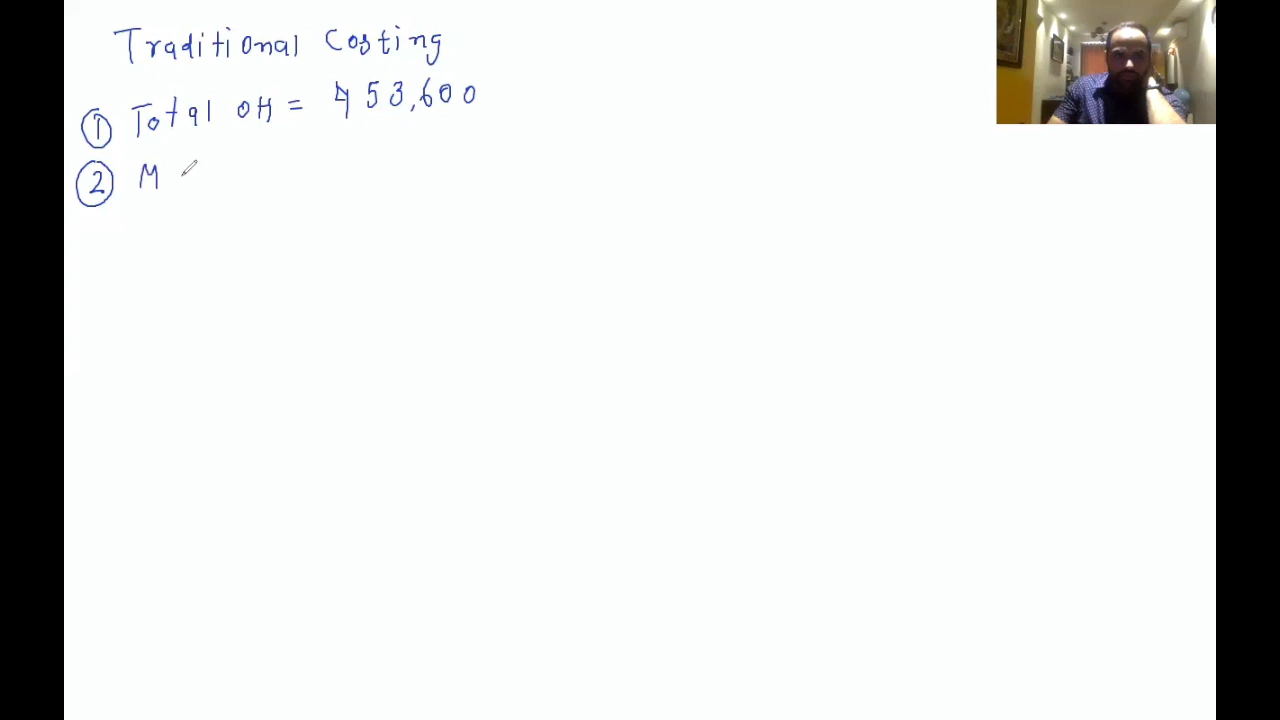 Traditional Costing
① Total OH = 453,600
② M